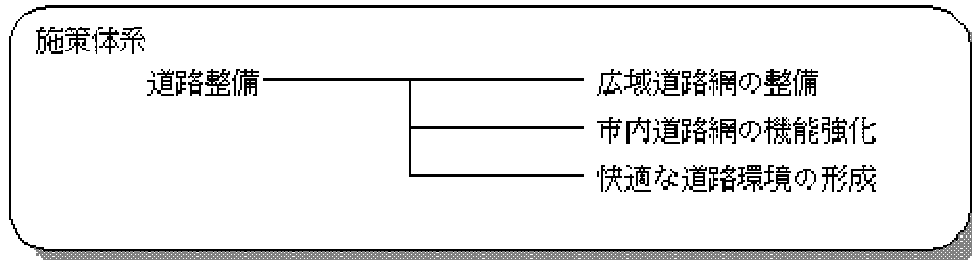 施策体系
道路整備 広域道路網の整備
市内道路網の機能強化
快適な道路環境の形成